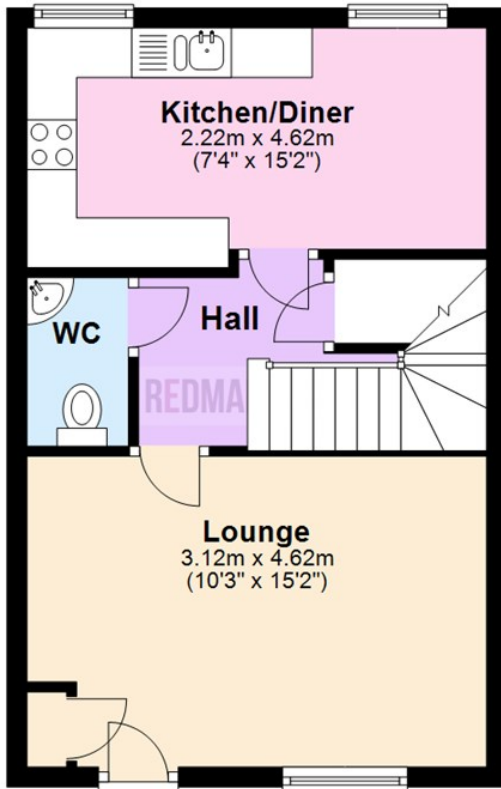 Kitchen/Diner
2.22m x 4.62m
(7'4" x 15'2")
WC
Hall
REDMA
Lounge
3.12m x 4.62m
(10'3" x 15'2")